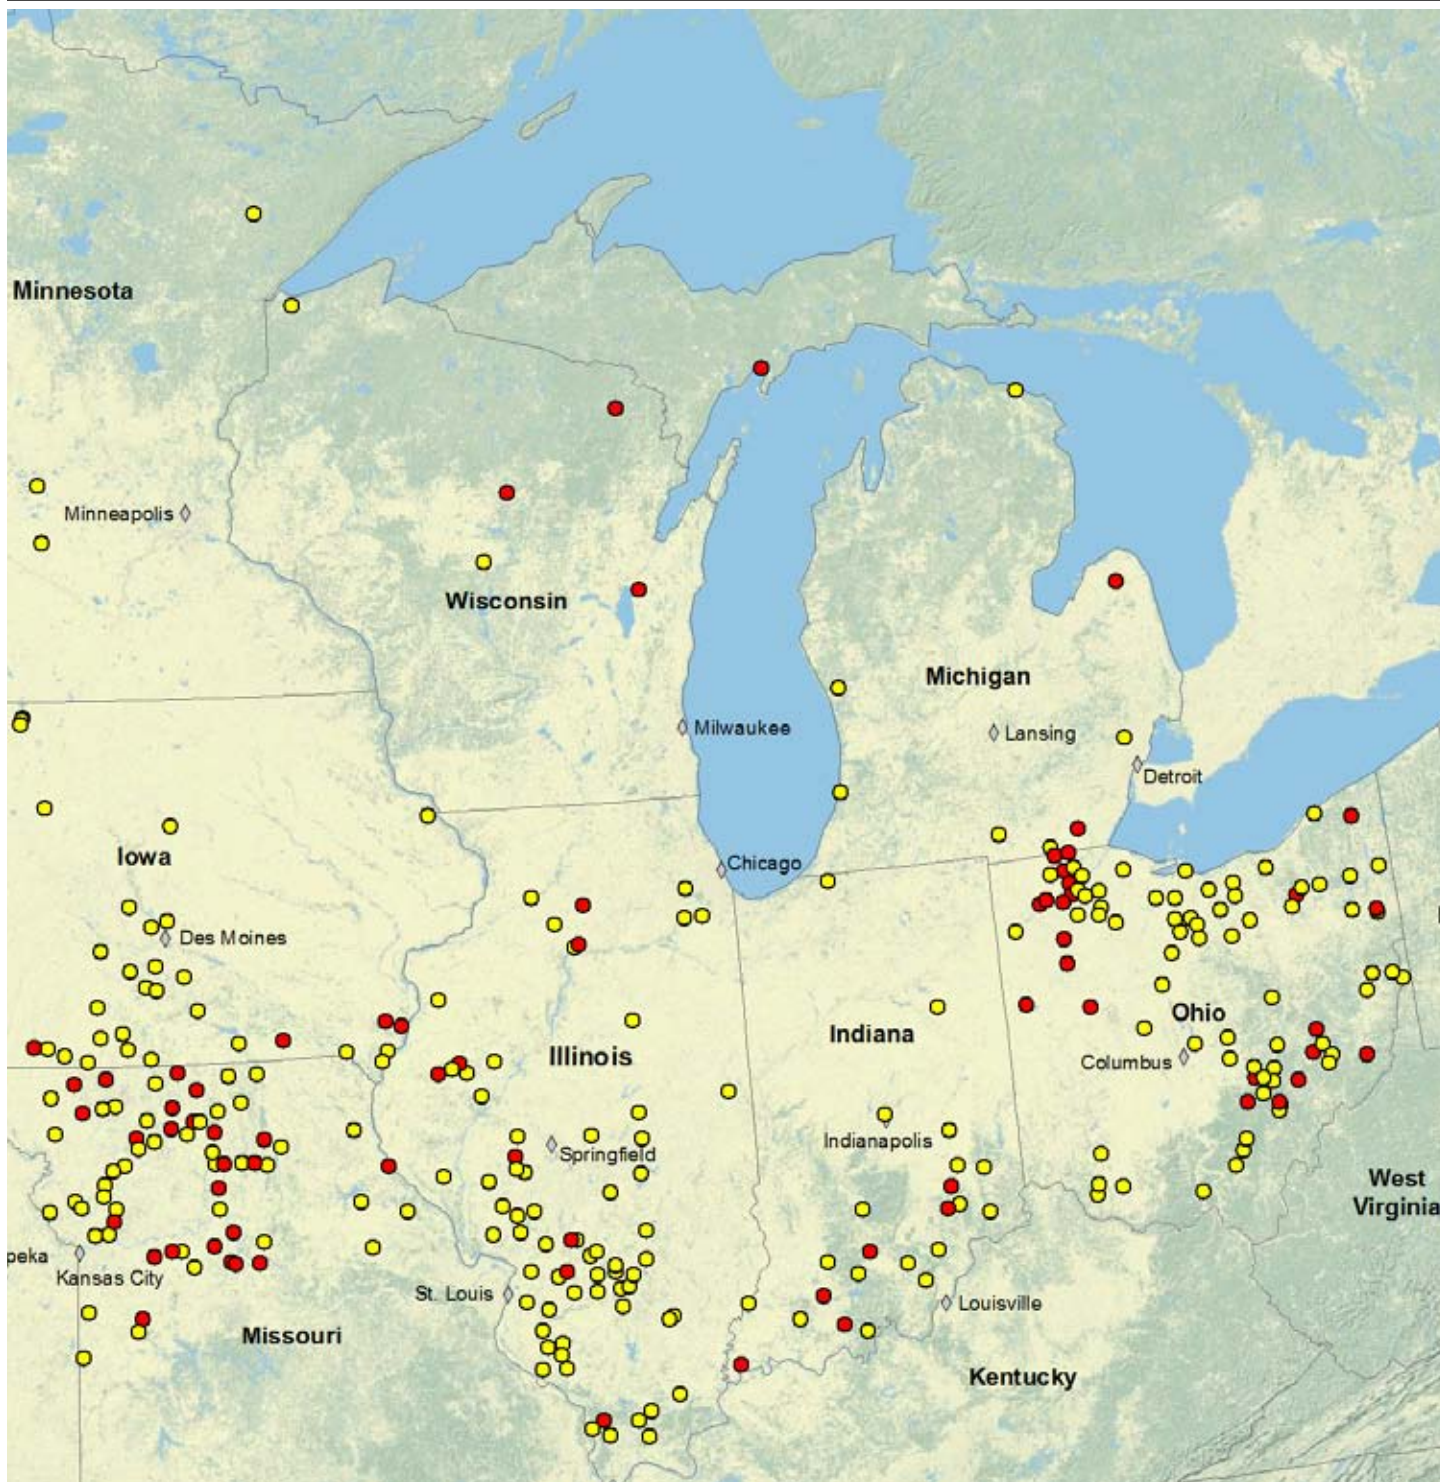 Minnesota
Minneapolis
Wisconsin
Michigan
Milwaukee
Lansing
Detroit
Chicago
Iowa
Des Moines
Ohio
Indiana
Illinois
Columbus
Indianapolis
Springfield
West
Virginia
peka
Kansas City
St. Louis
Louisville
Missouri
Kentucky